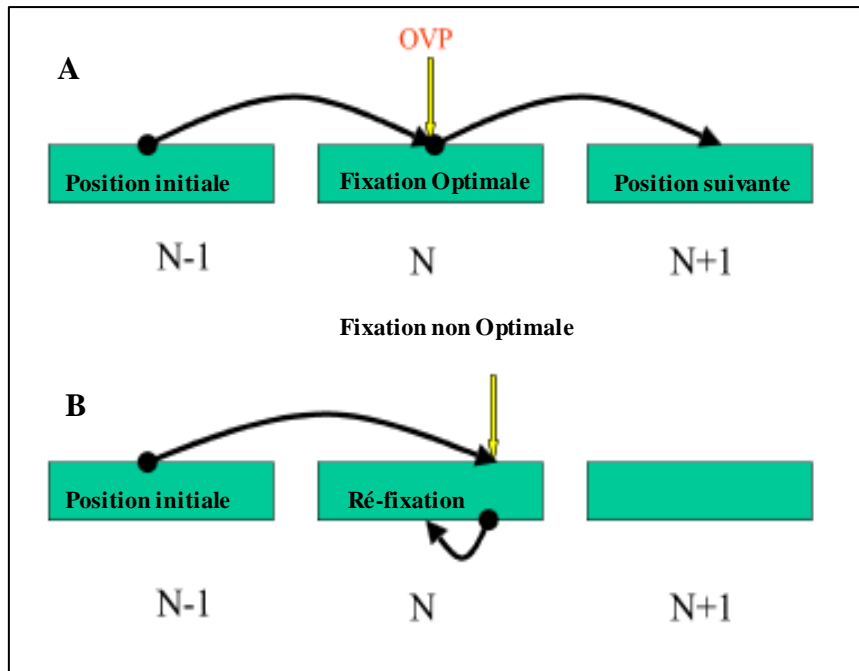 OVP
A
Position initiale
Fixation Optimale
Position suivante
N-1
N
N+1
Fixation non Optimale
B
Position initiale
Ré-fixation
N-1
N
N+1